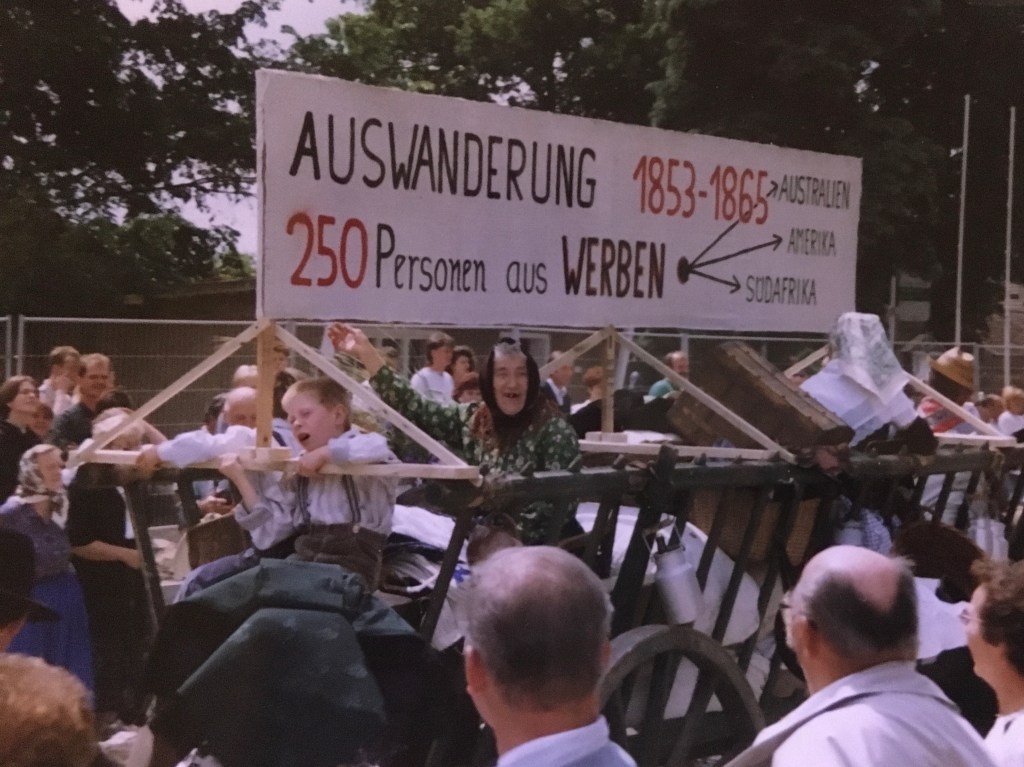 AUSWANDERUNG 1853-1865
AUSTRALIEN
AMERIKA
250 Personen aus WERBEN
SÜDAFRIKA